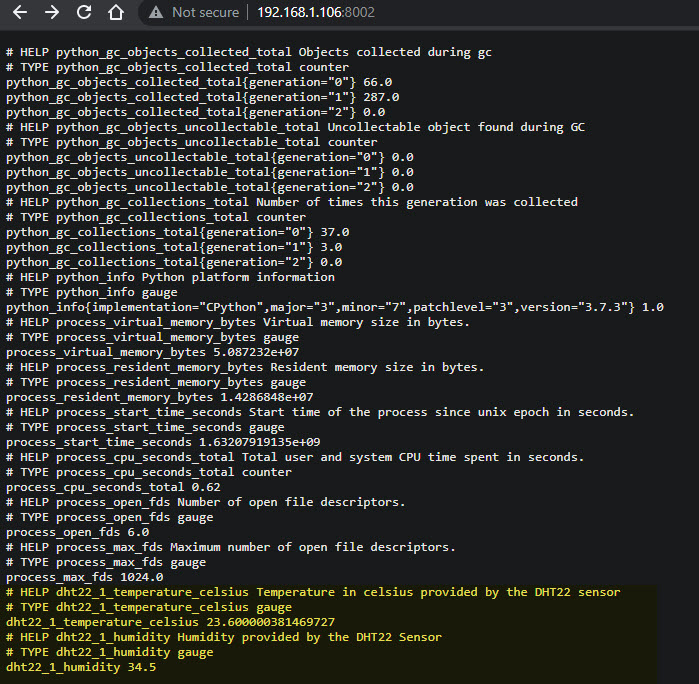 Not secure | 192.168.1.106:8002
# HELP python_gc_objects_collected_total Objects collected during gc
# TYPE python_gc_objects_collected_total counter
python_gc_objects_collected_total{generation="0"} 66.0
python_gc_objects_collected_total{generation="1"} 287.0
python_gc_objects_collected_total{generation="2"} 0.0
# HELP python_gc_objects_uncollectable_total Uncollectable object found during GC
# TYPE python_gc_objects_uncollectable_total counter
python_gc_objects_uncollectable_total{generation="0"} 0.0
python_gc_objects_uncollectable_total{generation="1"} 0.0
python_gc_objects_uncollectable_total{generation="2"} 0.0
# HELP python_gc_collections_total Number of times this generation was collected
# TYPE python_gc_collections_total counter
python_gc_collections_total{generation="0"} 37.0
python_gc_collections_total{generation="1"} 3.0
python_gc_collections_total{generation="2"} 0.0
# HELP python_info Python platform information
# TYPE python_info gauge
python_info{implementation="CPython",major="3",minor="7",patchlevel="3",version="3.7.3"} 1.0
# HELP process_virtual_memory_bytes Virtual memory size in bytes.
# TYPE process_virtual_memory_bytes gauge
process_virtual_memory_bytes 5.087232e+07
# HELP process_resident_memory_bytes Resident memory size in bytes.
# TYPE process_resident_memory_bytes gauge
process_resident_memory_bytes 1.4286848e+07
# HELP process_start_time_seconds Start time of the process since unix epoch in seconds.
# TYPE process_start_time_seconds gauge
process_start_time_seconds 1.63207919135e+09
# HELP process_cpu_seconds_total Total user and system CPU time spent in seconds.
# TYPE process_cpu_seconds_total counter
process_cpu_seconds_total 0.62
# HELP process_open_fds Number of open file descriptors.
# TYPE process_open_fds gauge
process_open_fds 6.0
# HELP process_max_fds Maximum number of open file descriptors.
# TYPE process_max_fds gauge
process_max_fds 1024.0
# HELP dht22_1_temperature_celsius Temperature in celsius provided by the DHT22 sensor
# TYPE dht22_1_temperature_celsius gauge
dht22_1_temperature_celsius 23.600000381469727
# HELP dht22_1_humidity Humidity provided by the DHT22 Sensor
# TYPE dht22_1_humidity gauge
dht22_1_humidity 34.5